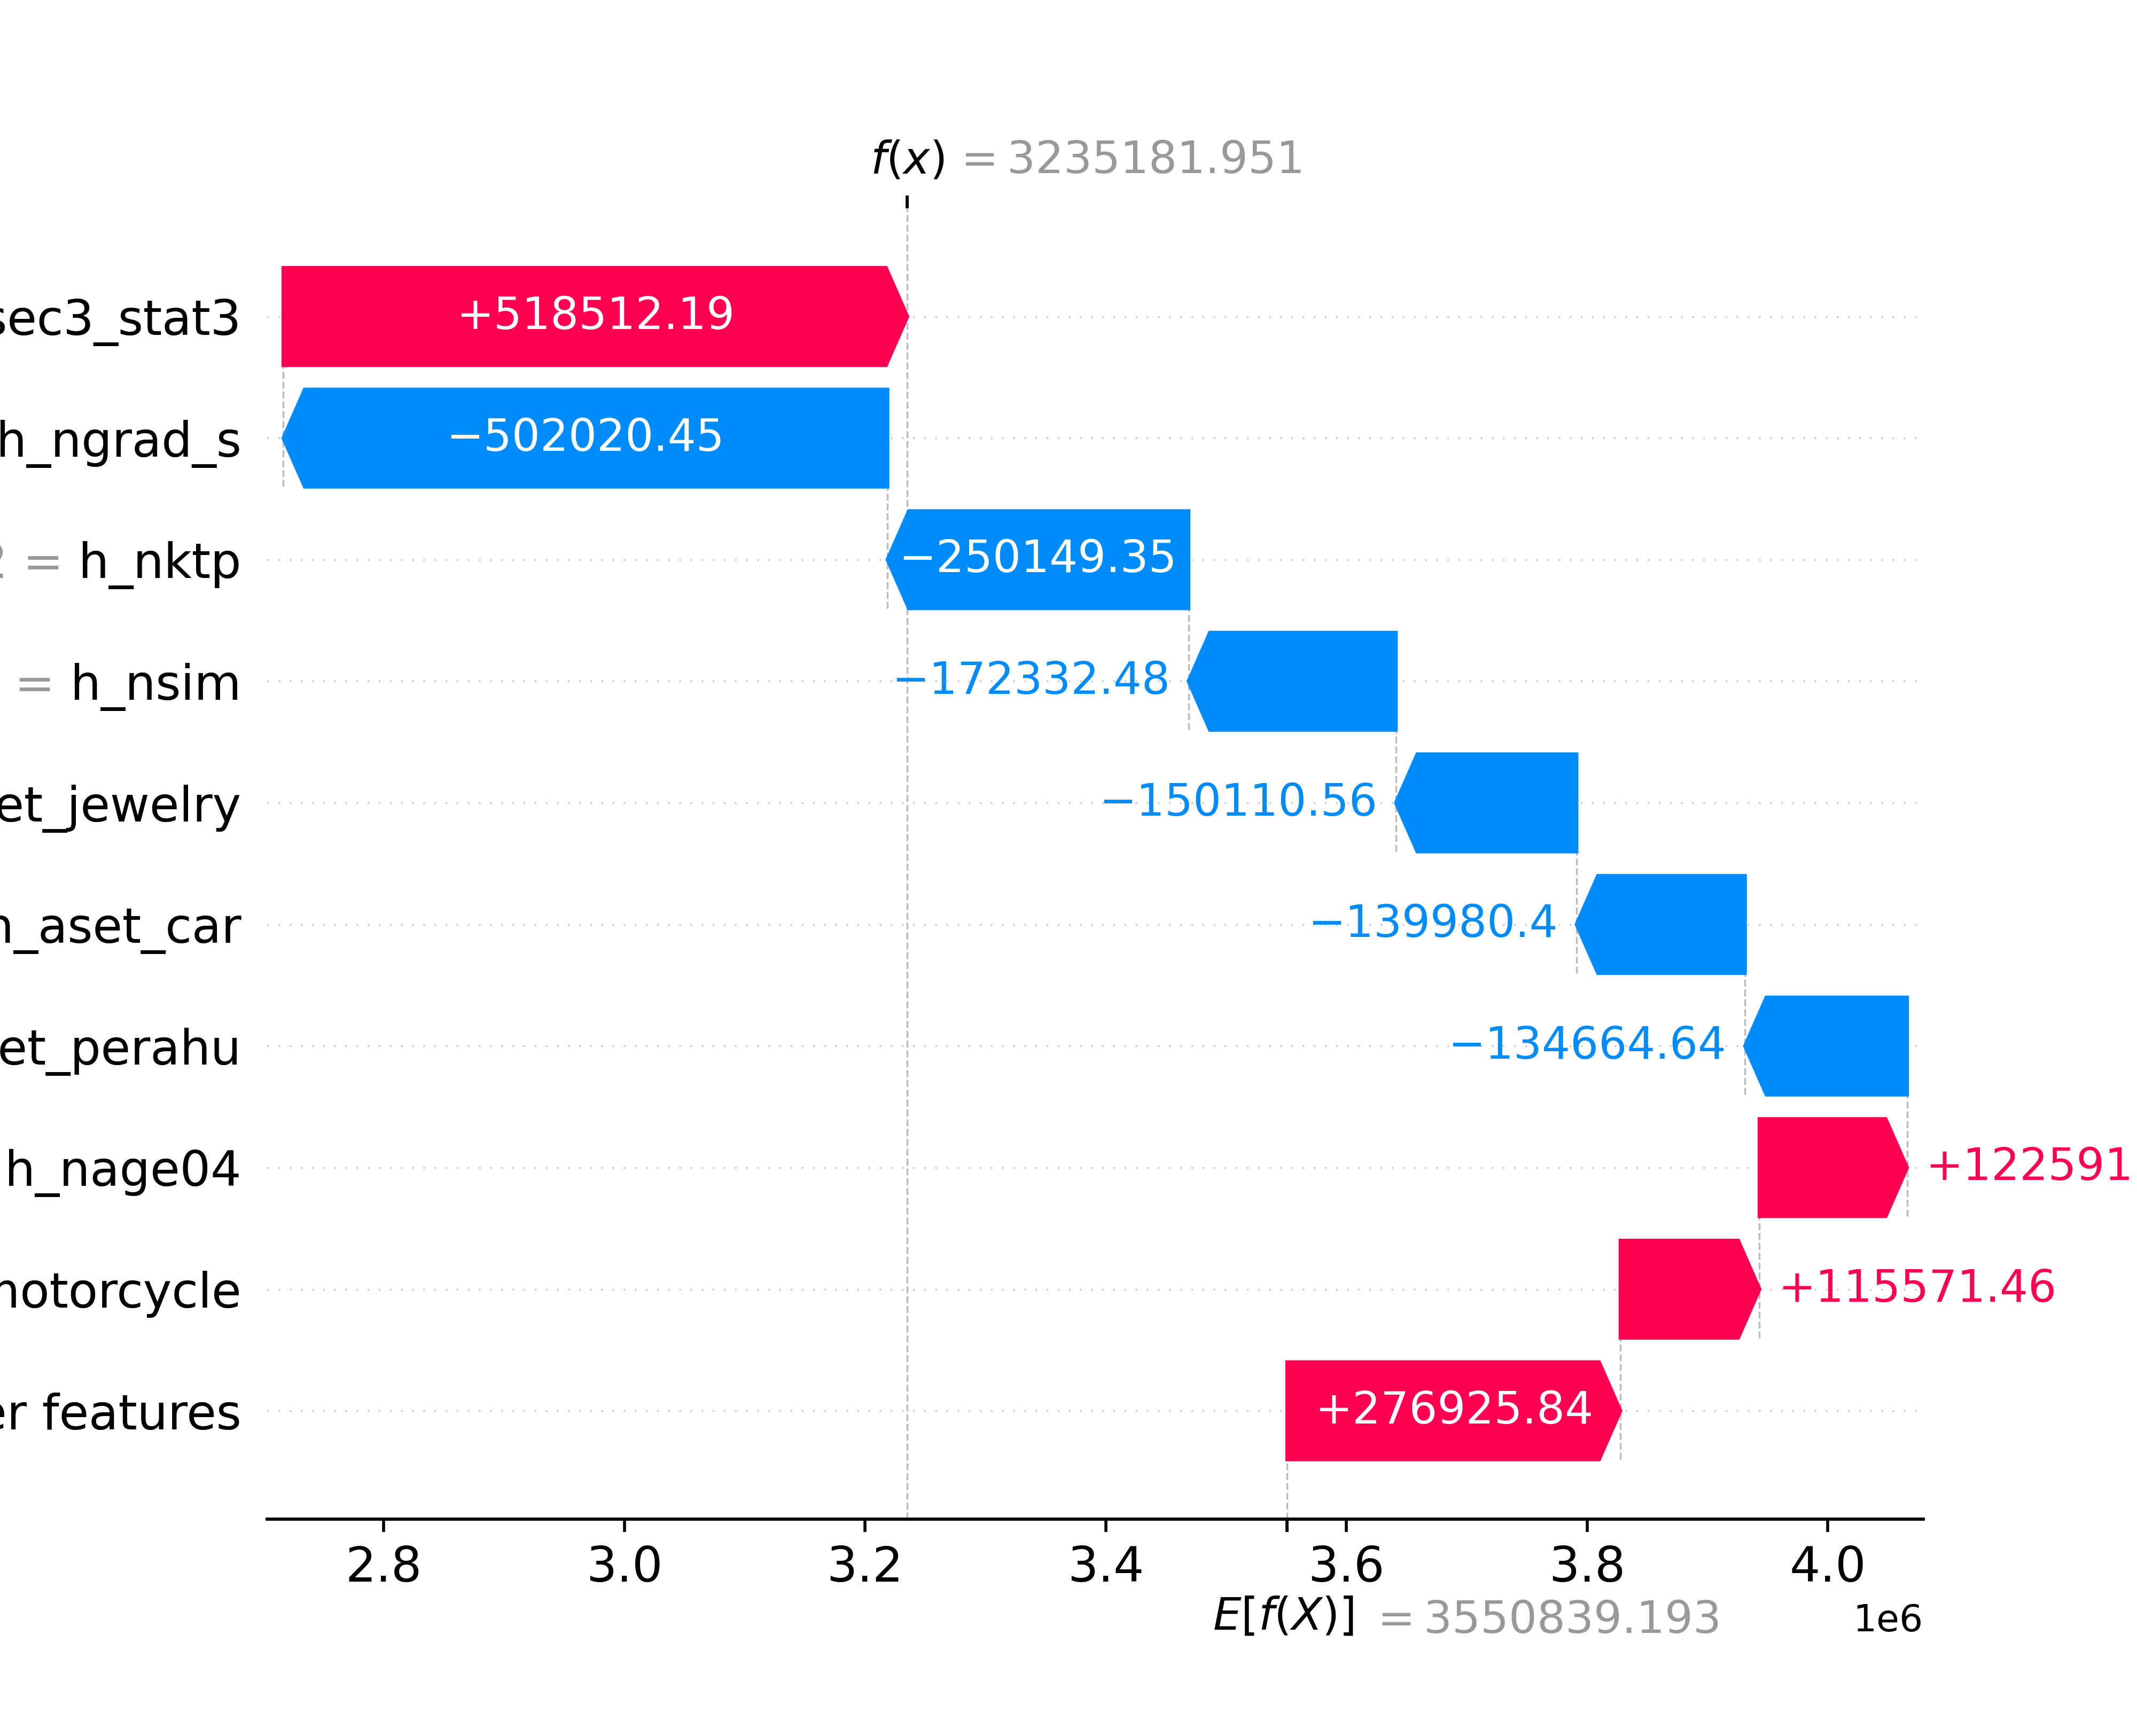 f(x) = 3235181.951
sec3_stat3 +518512.19
h_ngrad_s −502020.45
= h_nktp −250149.35
= h_nsim −172332.48
et_jewelry −150110.56
h_aset_car −139980.4
et_perahu −134664.64
h_nage04 +122591
motorcycle +115571.46
er features +276925.84
2.8 3.0 3.2 3.4 3.6 3.8 4.0
E[f(X)] = 3550839.193 1e6